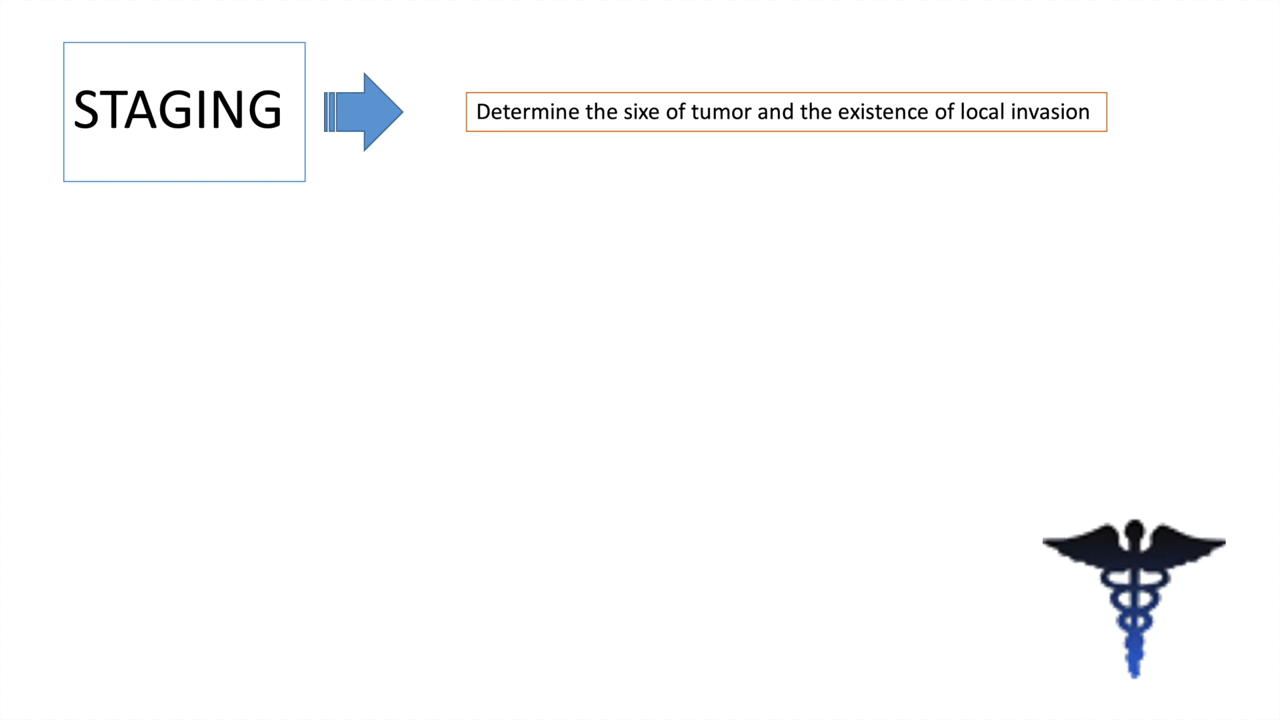 STAGING
Determine the sixe of tumor and the existence of local invasion